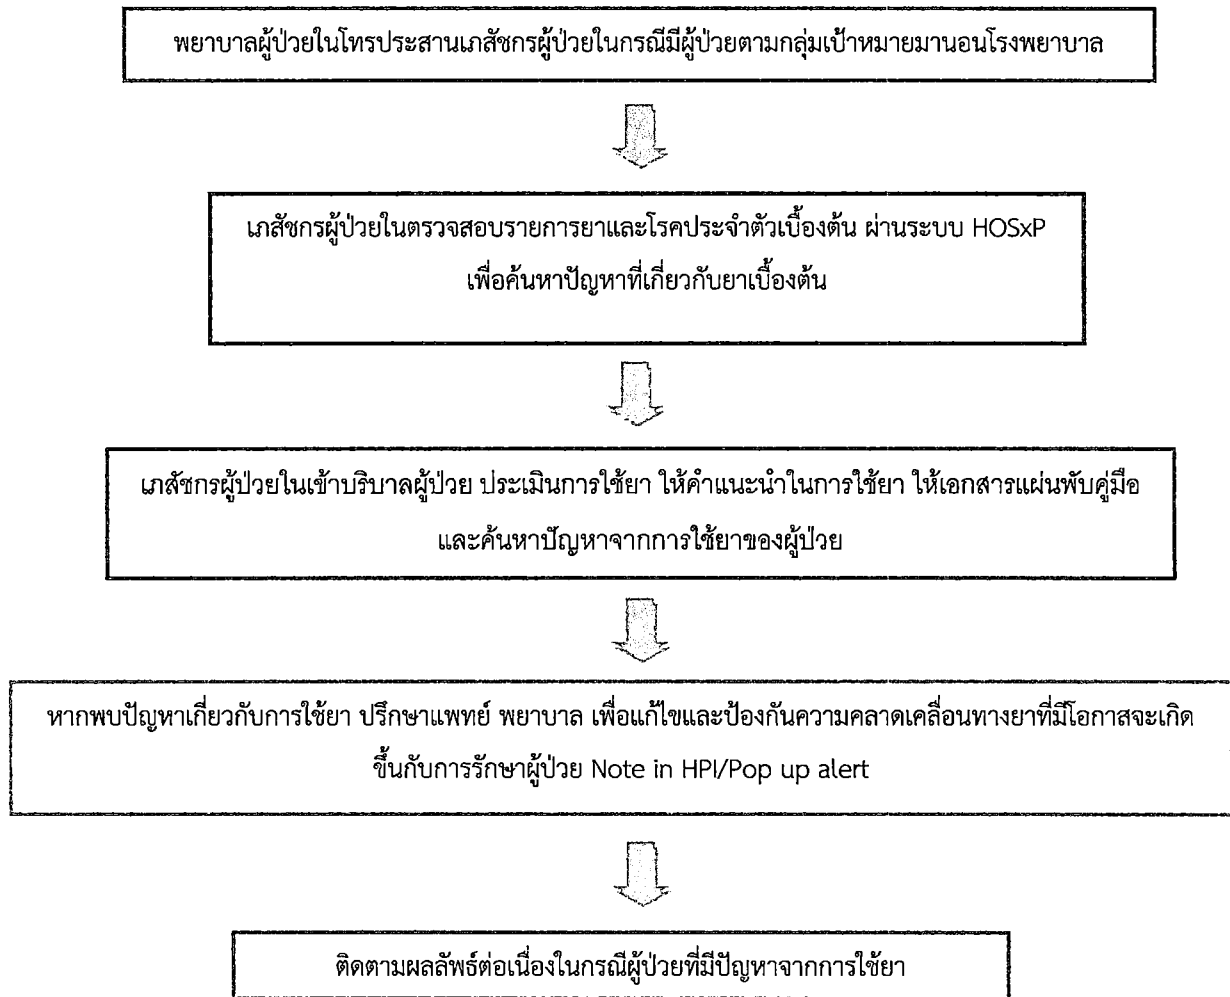 พยาบาลผู้ป่วยในโทรประสานเภสัชกรผู้ป่วยในกรณีมีผู้ป่วยตามกลุ่มเป้าหมายมานอนโรงพยาบาล
เภสัชกรผู้ป่วยในตรวจสอบรายการยาและโรคประจำตัวเบื้องต้น ผ่านระบบ HOSxP
เพื่อค้นหาปัญหาที่เกี่ยวกับยาเบื้องต้น
เภสัชกรผู้ป่วยในเข้าบริบาลผู้ป่วย ประเมินการใช้ยา ให้คำแนะนำในการใช้ยา ให้เอกสารแผ่นพับคู่มือ
และค้นหาปัญหาจากการใช้ยาของผู้ป่วย
หากพบปัญหาเกี่ยวกับการใช้ยา ปรึกษาแพทย์ พยาบาล เพื่อแก้ไขและป้องกันความคลาดเคลื่อนทางยาที่มีโอกาสจะเกิด
ขึ้นกับการรักษาผู้ป่วย Note in HPI/Pop up alert
ติดตามผลลัพธ์ต่อเนื่องในกรณีผู้ป่วยที่มีปัญหาจากการใช้ยา